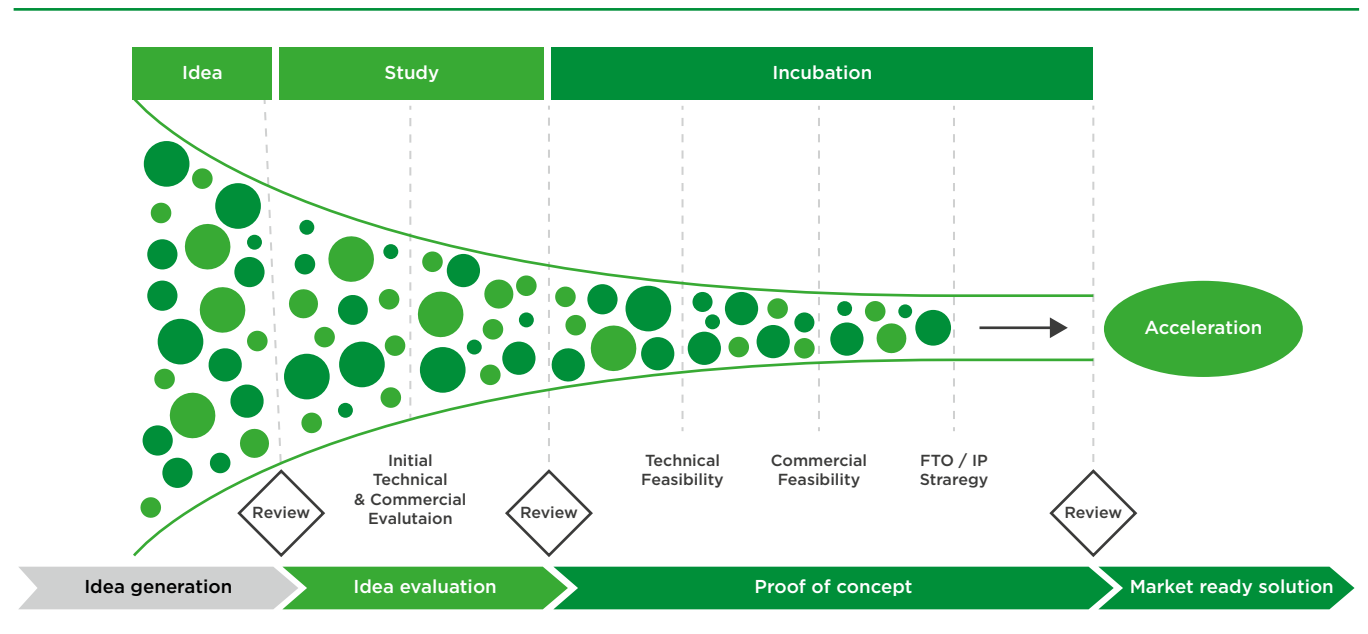 Idea
Study
Incubation
Acceleration
Initial
Technical
& Commercial
Evalutaion
Technical
Feasibility
Commercial
Feasibility
FTO / IP
Straregy
Review
Review
Review
Idea generation
Idea evaluation
Proof of concept
Market ready solution